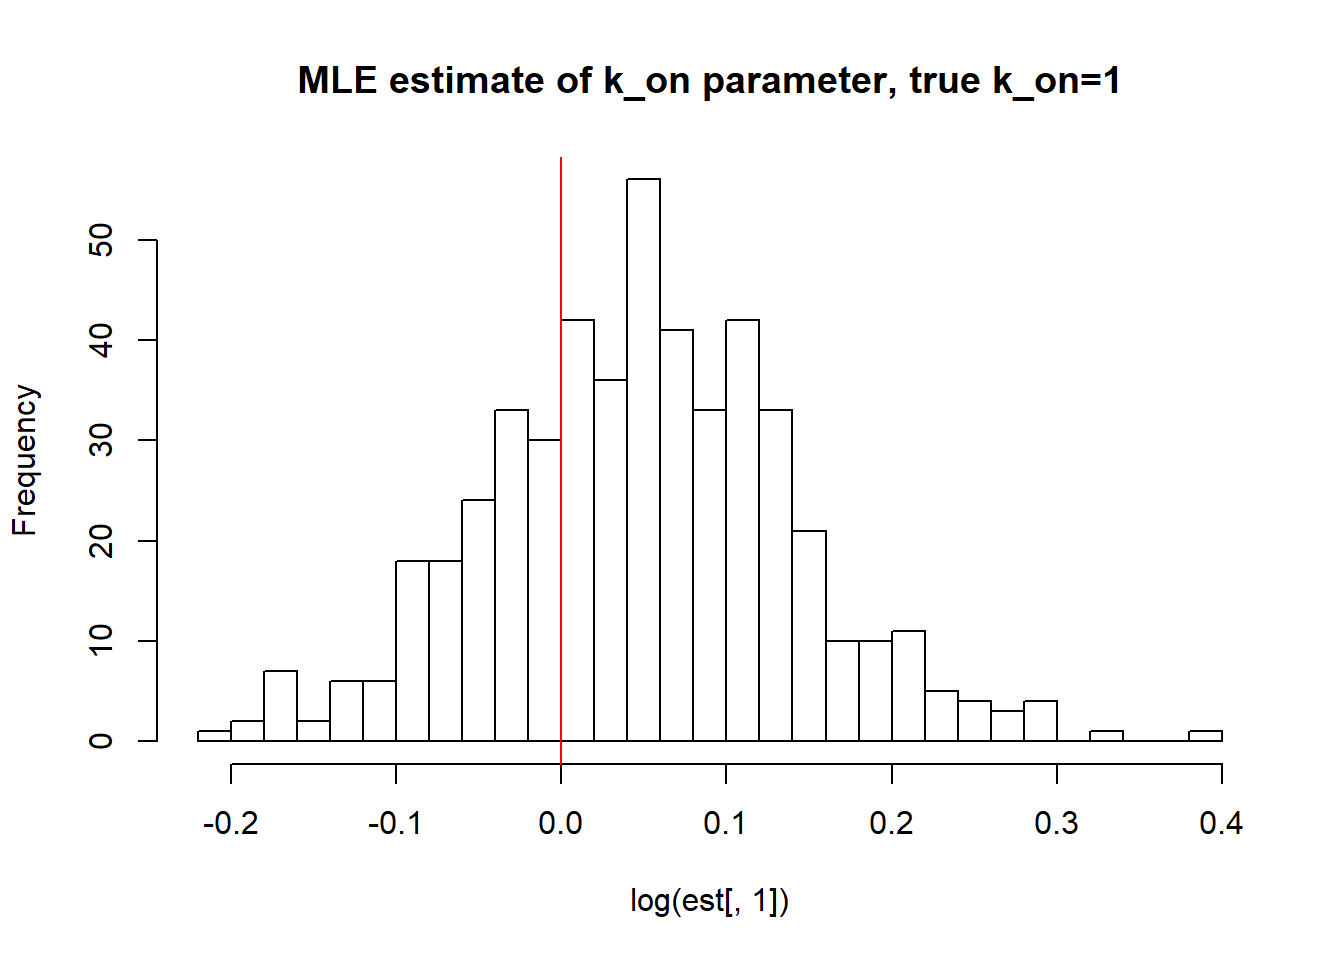 MLE estimate of k_on parameter, true k_on=1
Frequency
50
40
30
20
10
0
-0.2 -0.1 0.0 0.1 0.2 0.3 0.4
log(est[, 1])